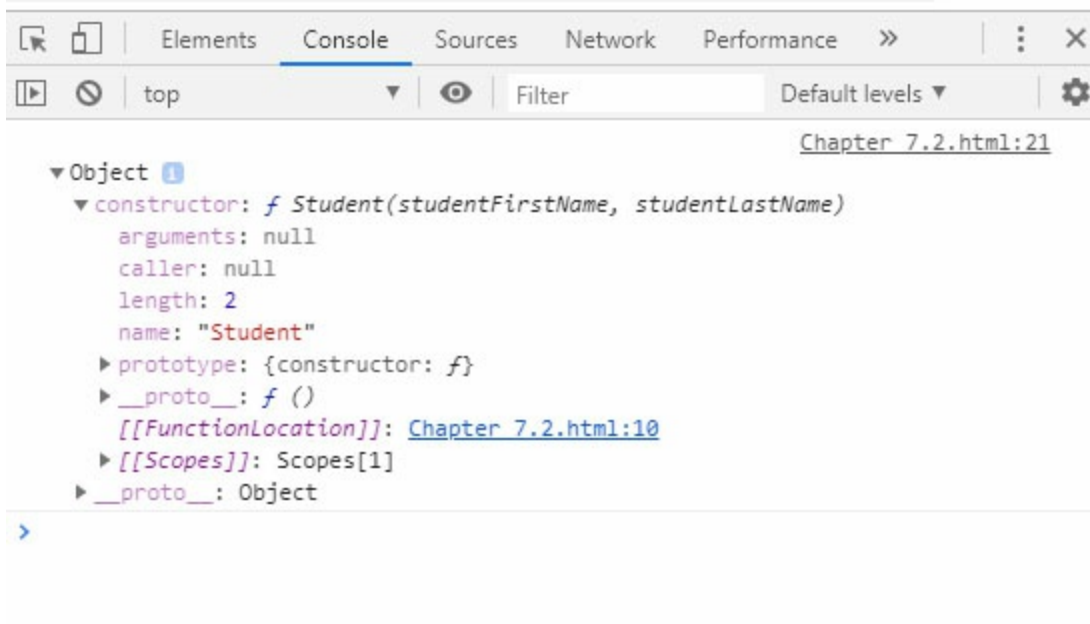 Elements Console Sources Network Performance »
top Filter Default levels ▼
Chapter 7.2.html:21
▼Object i
▼constructor: ƒ Student(studentFirstName, studentLastName)
arguments: null
caller: null
length: 2
name: "Student"
▶prototype: {constructor: ƒ}
▶__proto__: ƒ ()
[[FunctionLocation]]: Chapter 7.2.html:10
▶[[Scopes]]: Scopes[1]
▶__proto__: Object
>